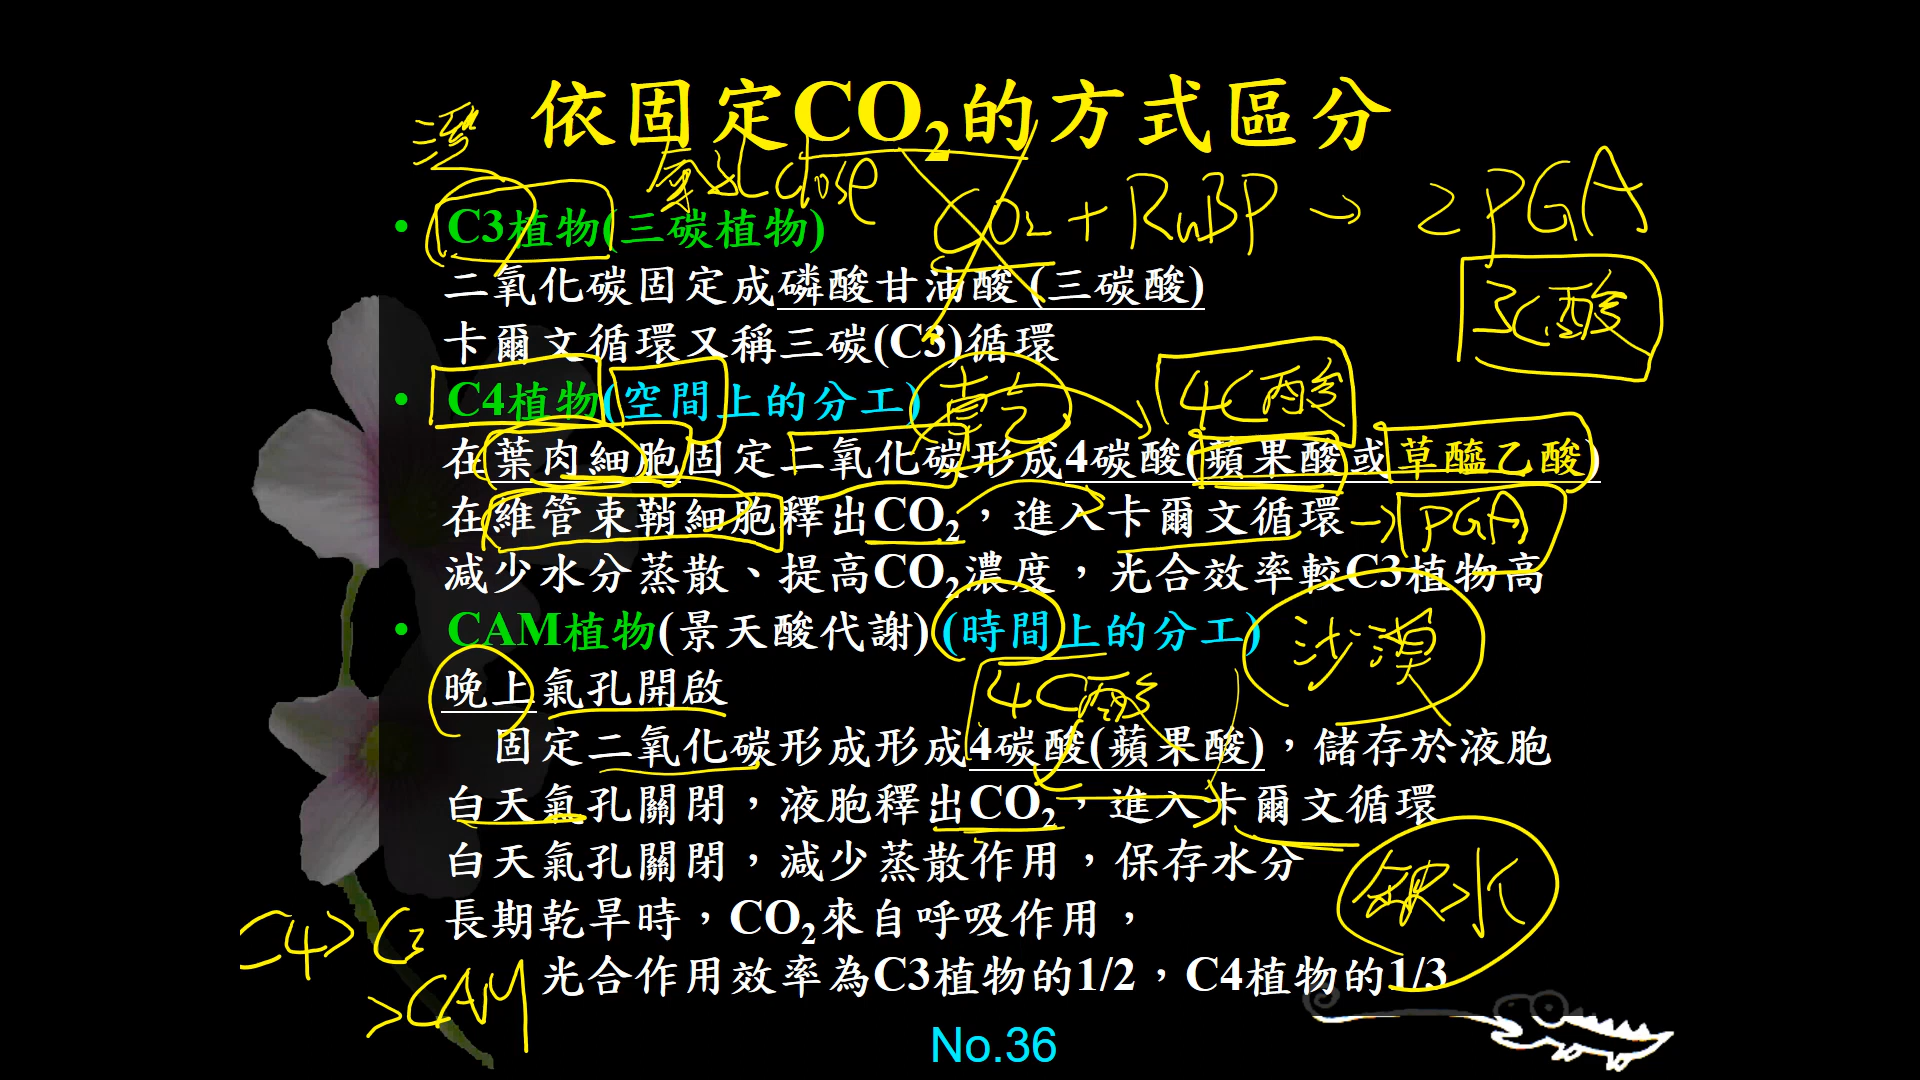 依固定CO₂的方式區分
氣孔close
CO₂ + RuBP → 2PGA
• C3植物(三碳植物)
二氧化碳固定成磷酸甘油酸 (三碳酸)
3C酸
卡爾文循環又稱三碳(C3)循環
4C酸
• C4植物(空間上的分工)
在葉肉細胞固定二氧化碳形成4碳酸(蘋果酸或草醯乙酸)
在維管束鞘細胞釋出CO₂,進入卡爾文循環→PGA
減少水分蒸散、提高CO₂濃度,光合效率較C3植物高
• CAM植物(景天酸代謝) (時間上的分工)
沙漠
晚上氣孔開啟
4C酸
固定二氧化碳形成形成4碳酸(蘋果酸),儲存於液胞
白天氣孔關閉,液胞釋出CO₂,進入卡爾文循環
白天氣孔關閉,減少蒸散作用,保存水分
缺水
長期乾旱時,CO₂來自呼吸作用,
C4>C3
光合作用效率為C3植物的1/2,C4植物的1/3
>CAM
No.36